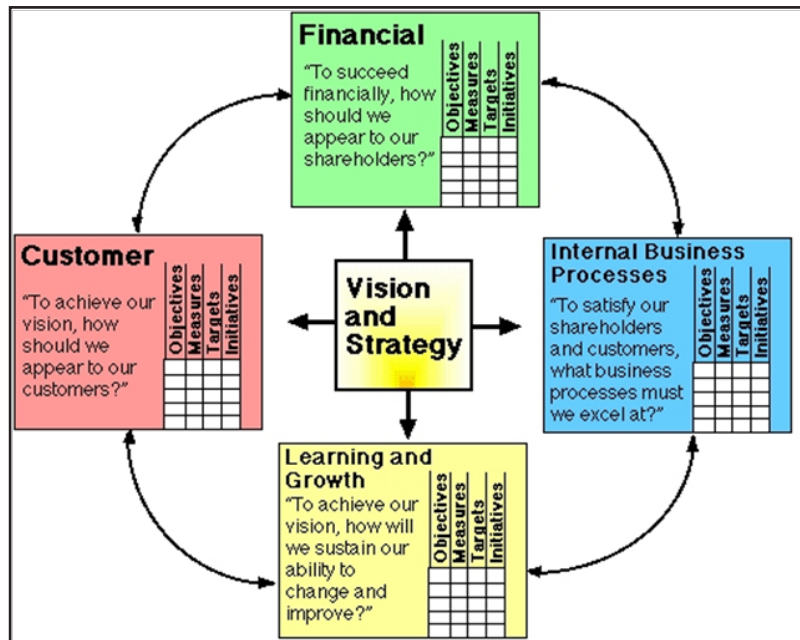 Financial
“To succeed
financially, how
should we
appear to our
shareholders?”
Objectives
Measures
Targets
Initiatives
Customer
“To achieve our
vision, how
should we
appear to our
customers?”
Objectives
Measures
Targets
Initiatives
Vision
and
Strategy
Internal Business
Processes
“To satisfy our
shareholders
and customers,
what business
processes must
we excel at?”
Objectives
Measures
Targets
Initiatives
Learning and
Growth
“To achieve our
vision, how will
we sustain our
ability to
change and
improve?”
Objectives
Measures
Targets
Initiatives